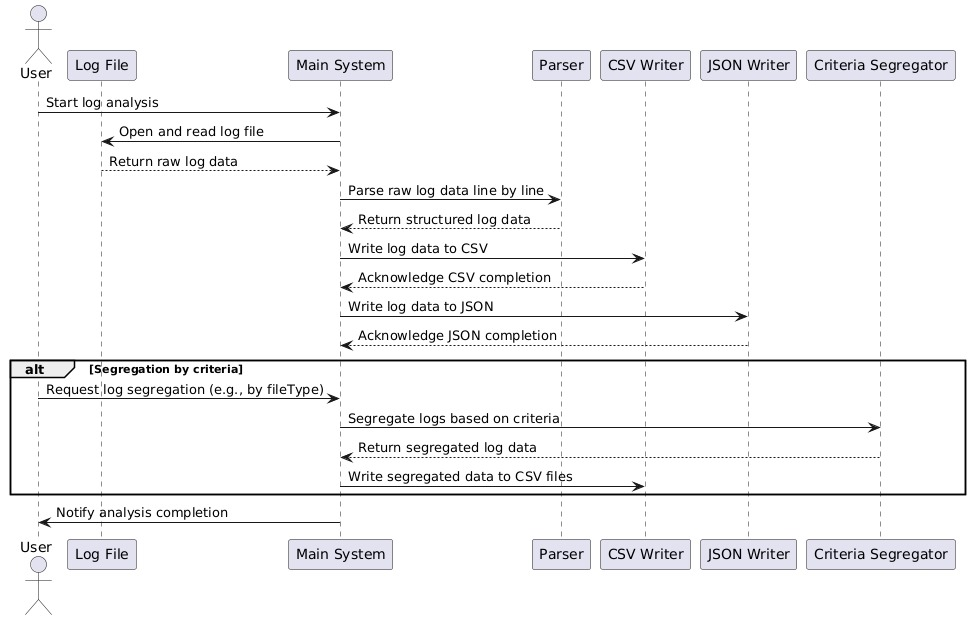 User
Log File
Main System
Parser
CSV Writer
JSON Writer
Criteria Segregator
Start log analysis
Open and read log file
Return raw log data
Parse raw log data line by line
Return structured log data
Write log data to CSV
Acknowledge CSV completion
Write log data to JSON
Acknowledge JSON completion
alt
[Segregation by criteria]
Request log segregation (e.g., by fileType)
Segregate logs based on criteria
Return segregated log data
Write segregated data to CSV files
Notify analysis completion
User
Log File
Main System
Parser
CSV Writer
JSON Writer
Criteria Segregator